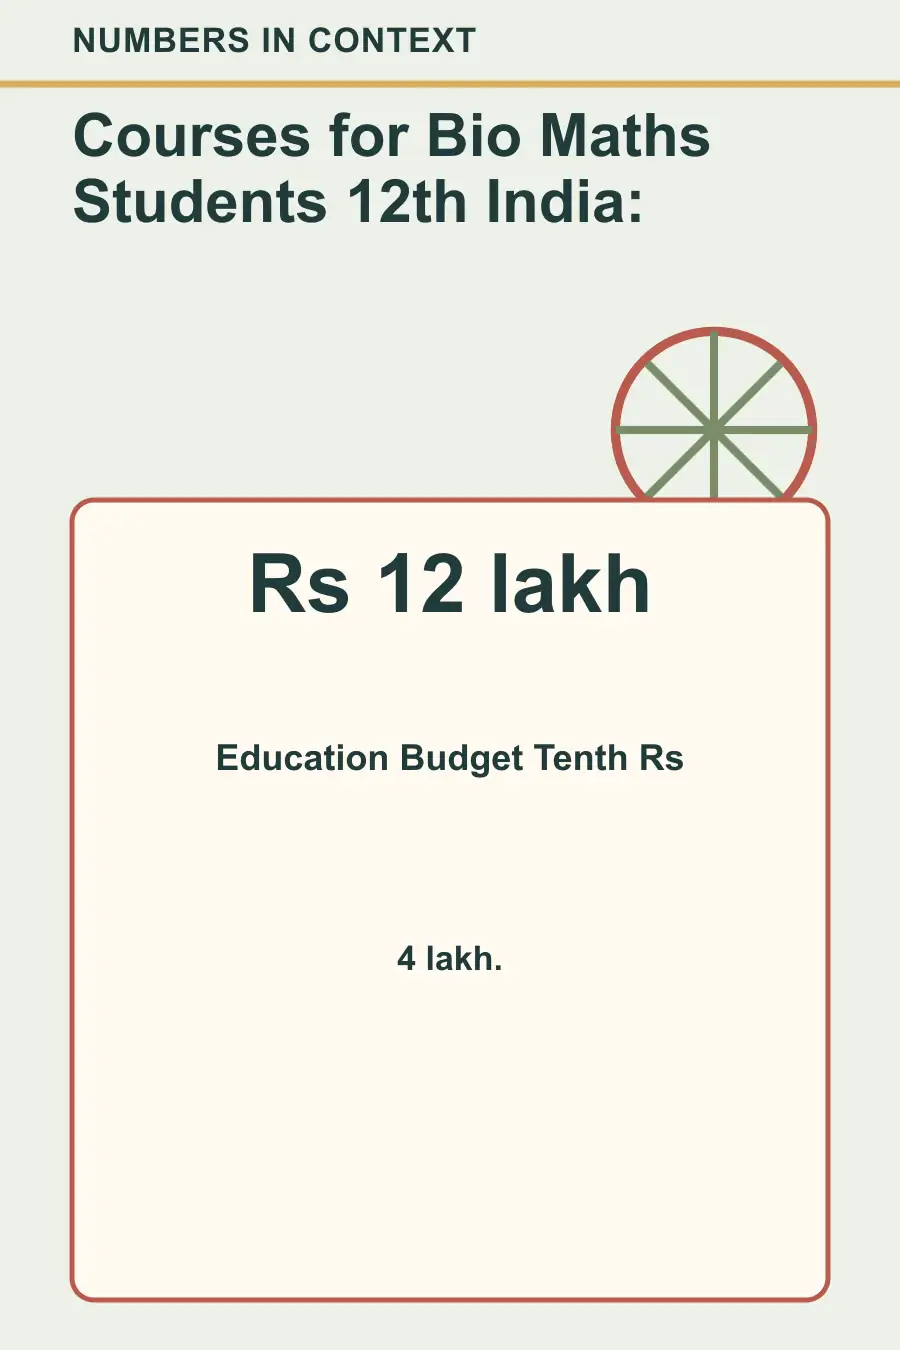 NUMBERS IN CONTEXT
Courses for Bio Maths
Students 12th India:
Rs 12 lakh
Education Budget Tenth Rs
4 lakh.